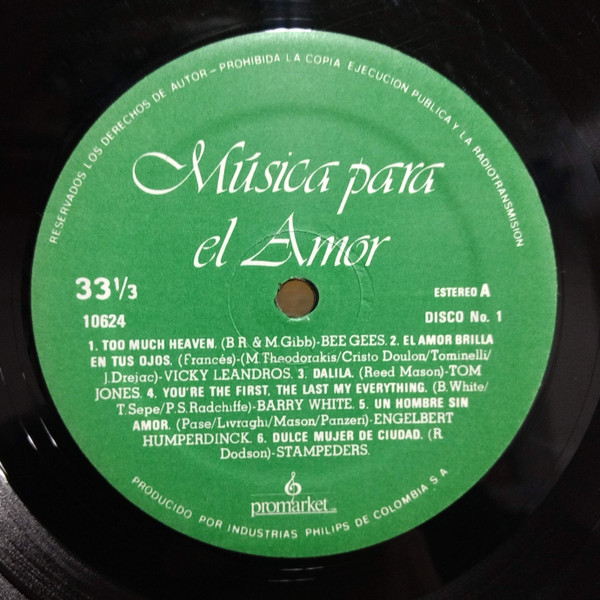 RESERVADOS LOS DERECHOS DE AUTOR - PROHIBIDA LA COPIA EJECUCION PUBLICA Y LA RADIOTRANSMISION
Música para
el Amor
33 1/3
ESTEREO A
10624
DISCO No. 1
1. TOO MUCH HEAVEN. (B R. & M. Gibb)-BEE GEES. 2. EL AMOR BRILLA
EN TUS OJOS. (Francés)-(M. Theodorakis/Cristo Doulon/Tominelli/
J.Drejac)-VICKY LEANDROS. 3. DALILA. (Reed Mason)-TOM
JONES. 4. YOU'RE THE FIRST, THE LAST MY EVERYTHING. (B.White/
T.Sepe/P.S.Radchiffe)-BARRY WHITE. 5. UN HOMBRE SIN
AMOR. (Pase/Livraghi/Mason/Panzeri)-ENGELBERT
HUMPERDINCK. 6. DULCE MUJER DE CIUDAD. (R.
Dodson)-STAMPEDERS.
promarket
PRODUCIDO POR INDUSTRIAS PHILIPS DE COLOMBIA S A